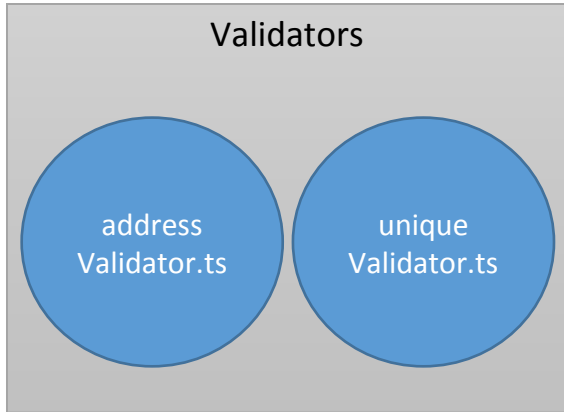 Validators
address
Validator.ts
unique
Validator.ts